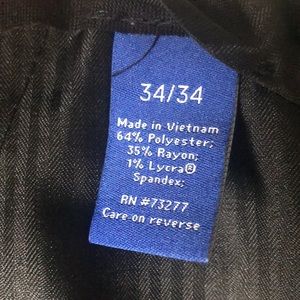 34/34
Made in Vietnam
64% Polyester;
35% Rayon;
1% Lycra®
Spandex;
RN #73277
Care on reverse